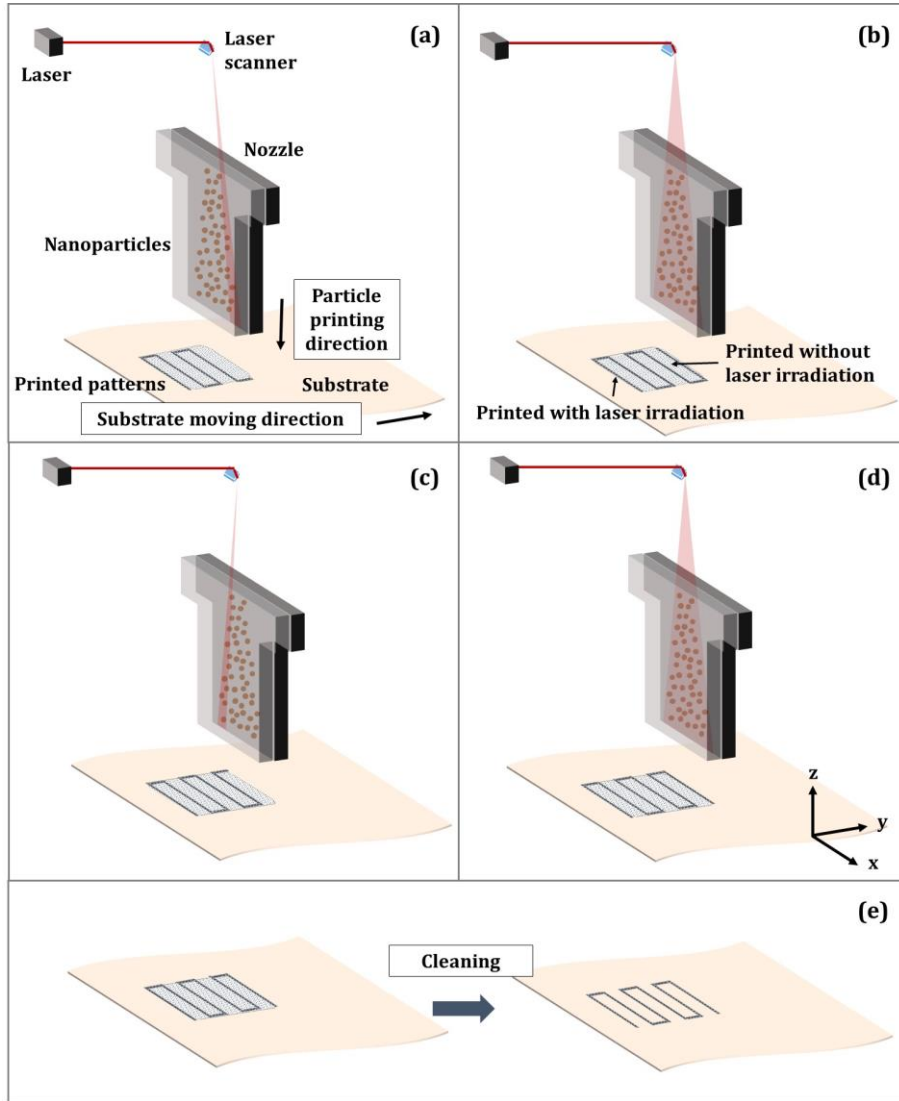 (a)
Laser
scanner
Laser
Nozzle
Nanoparticles
Particle
printing
direction
Printed patterns
Substrate
Substrate moving direction
(b)
Printed without
laser irradiation
Printed with laser irradiation
(c)
(d)
z
y
x
(e)
Cleaning